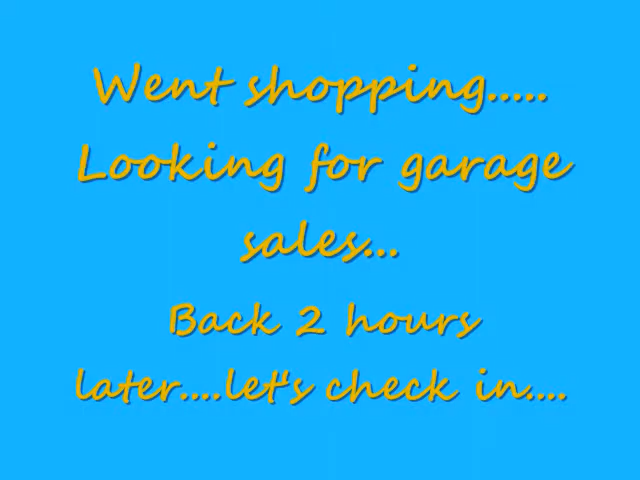 Went shopping.....
Looking for garage
sales...
Back 2 hours
later....let's check in....